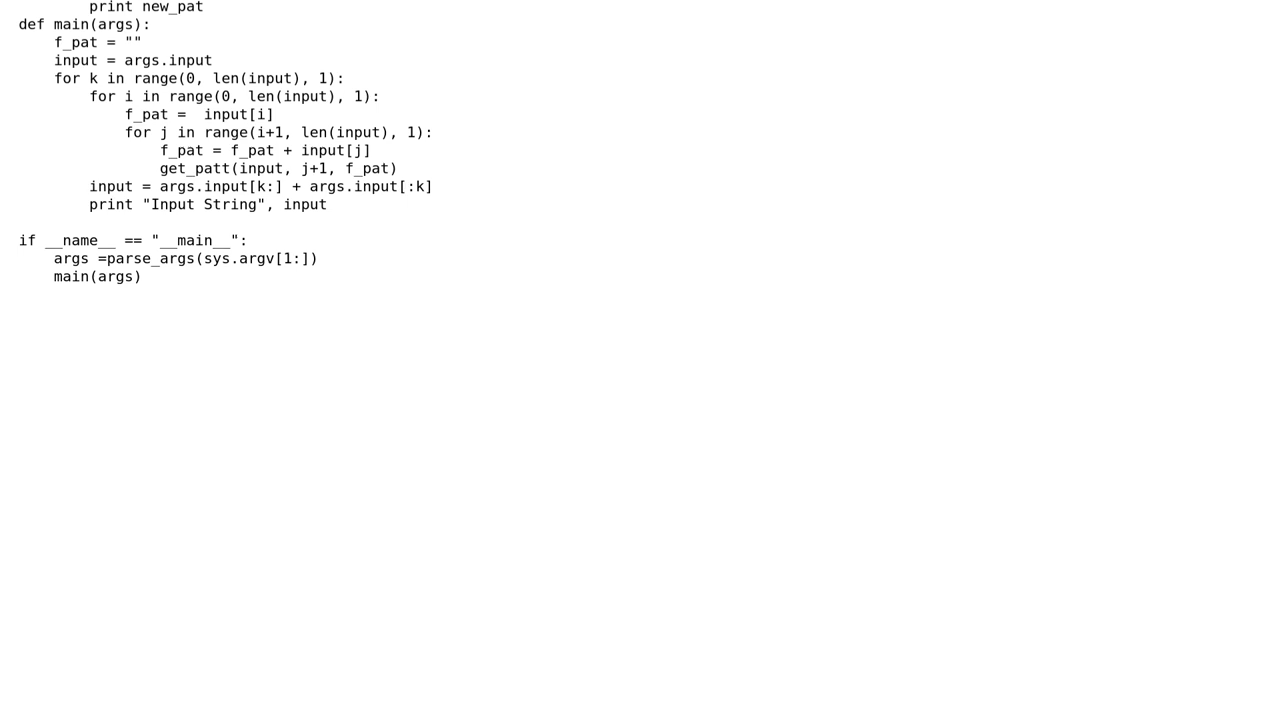 print new_pat
def main(args):
    f_pat = ""
    input = args.input
    for k in range(0, len(input), 1):
        for i in range(0, len(input), 1):
            f_pat =  input[i]
            for j in range(i+1, len(input), 1):
                f_pat = f_pat + input[j]
                get_patt(input, j+1, f_pat)
        input = args.input[k:] + args.input[:k]
        print "Input String", input

if __name__ == "__main__":
    args =parse_args(sys.argv[1:])
    main(args)